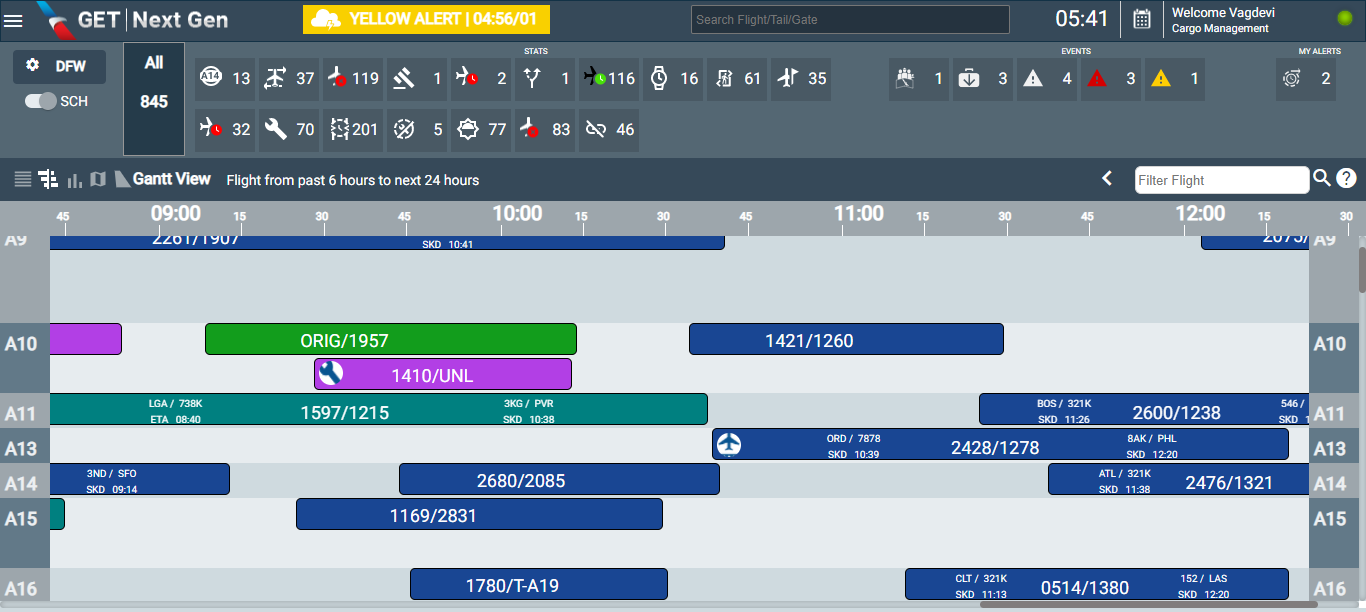 GET | Next Gen
YELLOW ALERT | 04:56/01
Search Flight/Tail/Gate
05:41
Welcome Vagdevi
Cargo Management
DFW
SCH
All
845
STATS
A14 13 37 119 1 2 1 116 16 61 35
32 70 201 5 77 83 46
EVENTS
1 3 4 3 1
MY ALERTS
2
Gantt View
Flight from past 6 hours to next 24 hours
Filter Flight
?
45 09:00 15 30 45 10:00 15 30 45 11:00 15 30 45 12:00 15 30
A9 2261/1907 SKD 10:41 2075/ A9
A10 ORIG/1957 1421/1260 A10
1410/UNL
A11 LGA / 738K 1597/1215 3KG / PVR BOS / 321K 2600/1238 546 / A11
ETA 08:40 SKD 10:38 SKD 11:26 SKD 1
A13 ORD / 7878 2428/1278 8AK / PHL A13
SKD 10:39 SKD 12:20
A14 3ND / SFO 2680/2085 ATL / 321K 2476/1321 A14
SKD 09:14 SKD 11:38
A15 1169/2831 A15
A16 1780/T-A19 CLT / 321K 0514/1380 152 / LAS A16
SKD 11:13 SKD 12:20